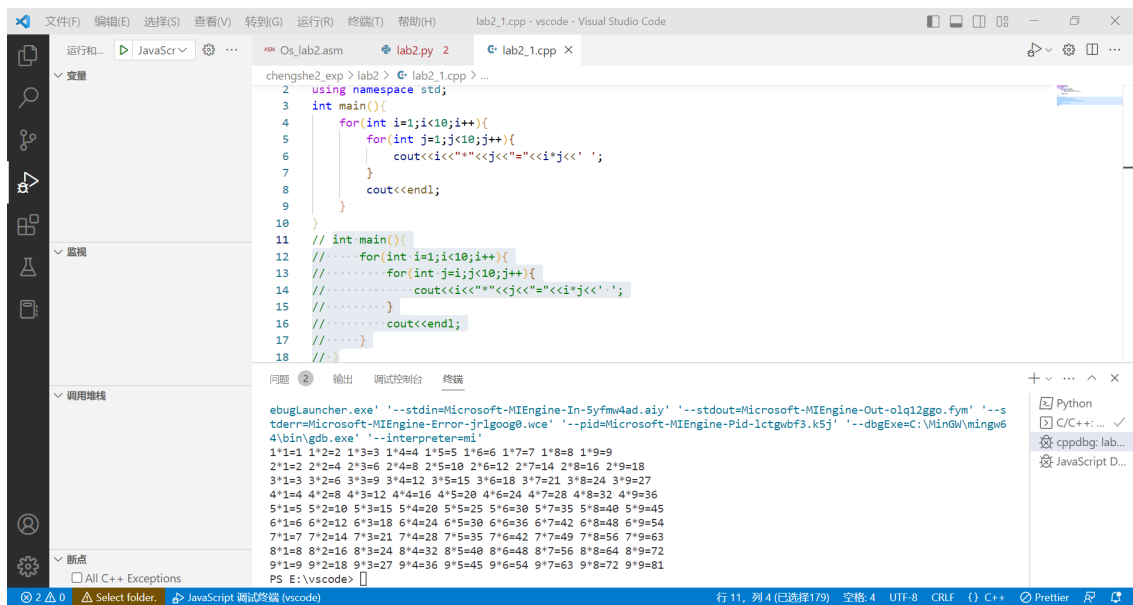 文件(F) 编辑(E) 选择(S) 查看(V) 转到(G) 运行(R) 终端(T) 帮助(H) lab2_1.cpp - vscode - Visual Studio Code
运行和... JavaScr ASM Os_lab2.asm lab2.py 2 lab2_1.cpp
变量
chengshe2_exp > lab2 > lab2_1.cpp > ...
2 using namespace std;
3 int main(){
4 for(int i=1;i<10;i++){
5 for(int j=1;j<10;j++){
6 cout<<i<<"*"<<j<<"="<<i*j<<' ';
7 }
8 cout<<endl;
9 }
10 }
11 // int·main(){
12 //·····for(int·i=1;i<10;i++){
13 //·········for(int·j=i;j<10;j++){
14 //·············cout<<i<<"*"<<j<<"="<<i*j<<'·';
15 //·········}
16 //·········cout<<endl;
17 //·····}
18 //·}
监视
调用堆栈
断点
All C++ Exceptions
问题 2 输出 调试控制台 终端
ebugLauncher.exe' '--stdin=Microsoft-MIEngine-In-5yfmw4ad.aiy' '--stdout=Microsoft-MIEngine-Out-olq12ggo.fym' '--s
tderr=Microsoft-MIEngine-Error-jrlgoog0.wce' '--pid=Microsoft-MIEngine-Pid-lctgwbf3.k5j' '--dbgExe=C:\MinGW\mingw6
4\bin\gdb.exe' '--interpreter=mi'
1*1=1 1*2=2 1*3=3 1*4=4 1*5=5 1*6=6 1*7=7 1*8=8 1*9=9
2*1=2 2*2=4 2*3=6 2*4=8 2*5=10 2*6=12 2*7=14 2*8=16 2*9=18
3*1=3 3*2=6 3*3=9 3*4=12 3*5=15 3*6=18 3*7=21 3*8=24 3*9=27
4*1=4 4*2=8 4*3=12 4*4=16 4*5=20 4*6=24 4*7=28 4*8=32 4*9=36
5*1=5 5*2=10 5*3=15 5*4=20 5*5=25 5*6=30 5*7=35 5*8=40 5*9=45
6*1=6 6*2=12 6*3=18 6*4=24 6*5=30 6*6=36 6*7=42 6*8=48 6*9=54
7*1=7 7*2=14 7*3=21 7*4=28 7*5=35 7*6=42 7*7=49 7*8=56 7*9=63
8*1=8 8*2=16 8*3=24 8*4=32 8*5=40 8*6=48 8*7=56 8*8=64 8*9=72
9*1=9 9*2=18 9*3=27 9*4=36 9*5=45 9*6=54 9*7=63 9*8=72 9*9=81
PS E:\vscode>
Python
C/C++: ...
cppdbg: lab...
JavaScript D...
2 0 Select folder. JavaScript 调试终端 (vscode) 行 11，列 4 (已选择179) 空格: 4 UTF-8 CRLF {} C++ Prettier